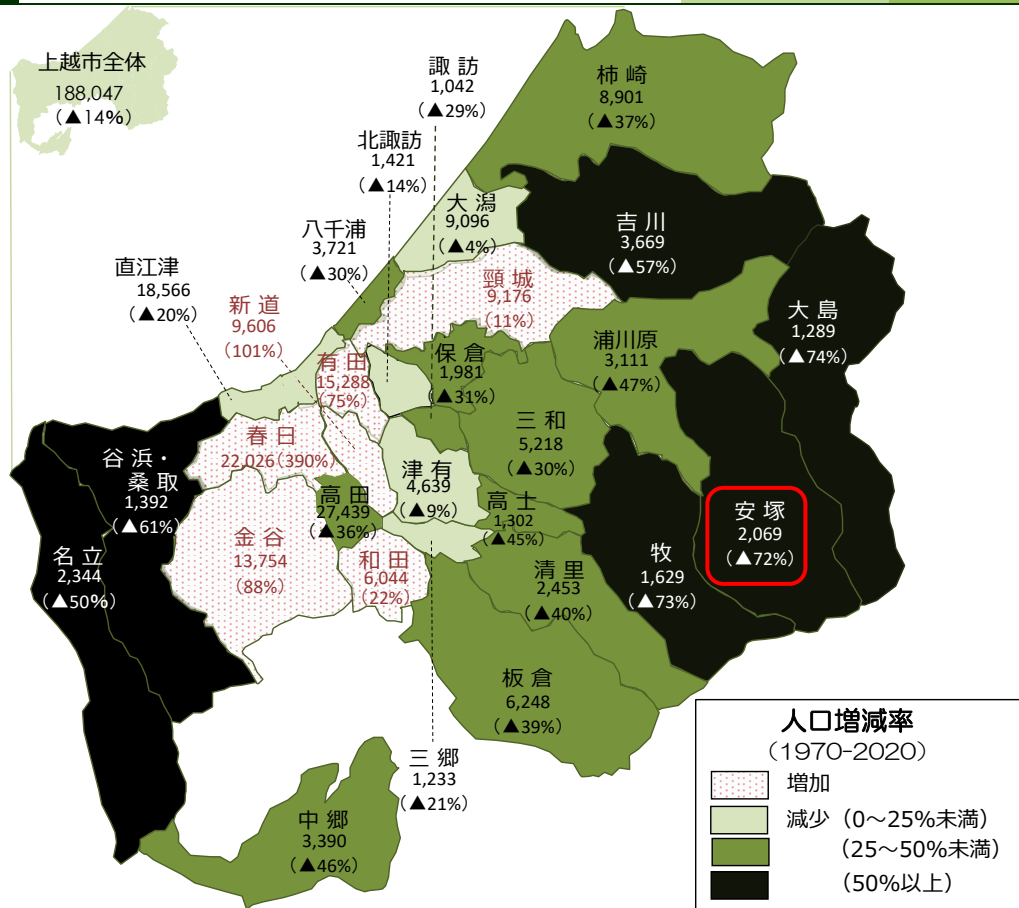 上越市全体
188,047
(▲14%)
諏訪
1,042
(▲29%)
柿崎
8,901
(▲37%)
北諏訪
1,421
(▲14%)
大潟
9,096
(▲4%)
吉川
3,669
(▲57%)
八千浦
3,721
(▲30%)
直江津
18,566
(▲20%)
新道
9,606
(101%)
頸城
9,176
(11%)
大島
1,289
(▲74%)
有田
15,288
(75%)
保倉
1,981
(▲31%)
浦川原
3,111
(▲47%)
三和
5,218
(▲30%)
春日
22,026(390%)
谷浜・
桑取
1,392
(▲61%)
津有
4,639
(▲9%)
高田
27,439
(▲36%)
高士
1,302
(▲45%)
安塚
2,069
(▲72%)
名立
2,344
(▲50%)
金谷
13,754
(88%)
和田
6,044
(22%)
清里
2,453
(▲40%)
牧
1,629
(▲73%)
板倉
6,248
(▲39%)
三郷
1,233
(▲21%)
中郷
3,390
(▲46%)
人口増減率
(1970-2020)
増加
減少 (0～25%未満)
(25～50%未満)
(50%以上)